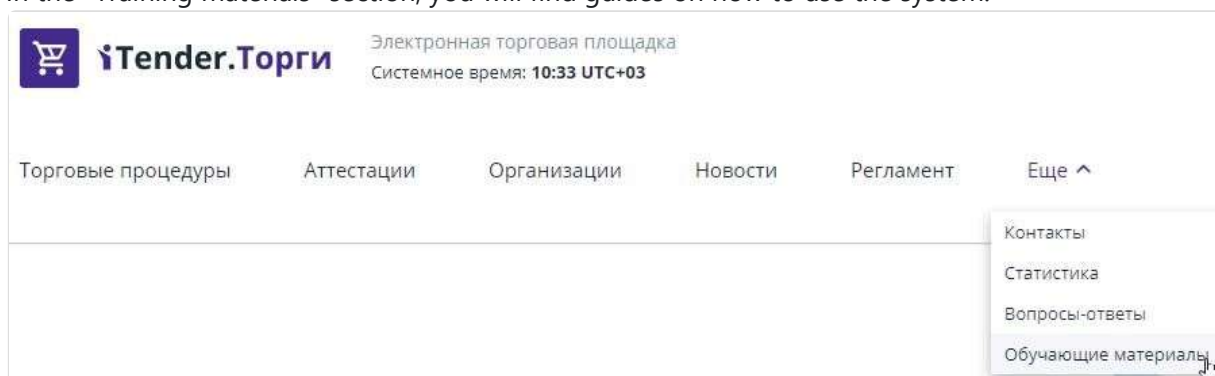 In the "Training materials" section, you will find guides on how to use the system:
iTender.Торги
Электронная торговая площадка
Системное время: 10:33 UTC+03
Торговые процедуры Аттестации Организации Новости Регламент Еще
Контакты
Статистика
Вопросы-ответы
Обучающие материалы